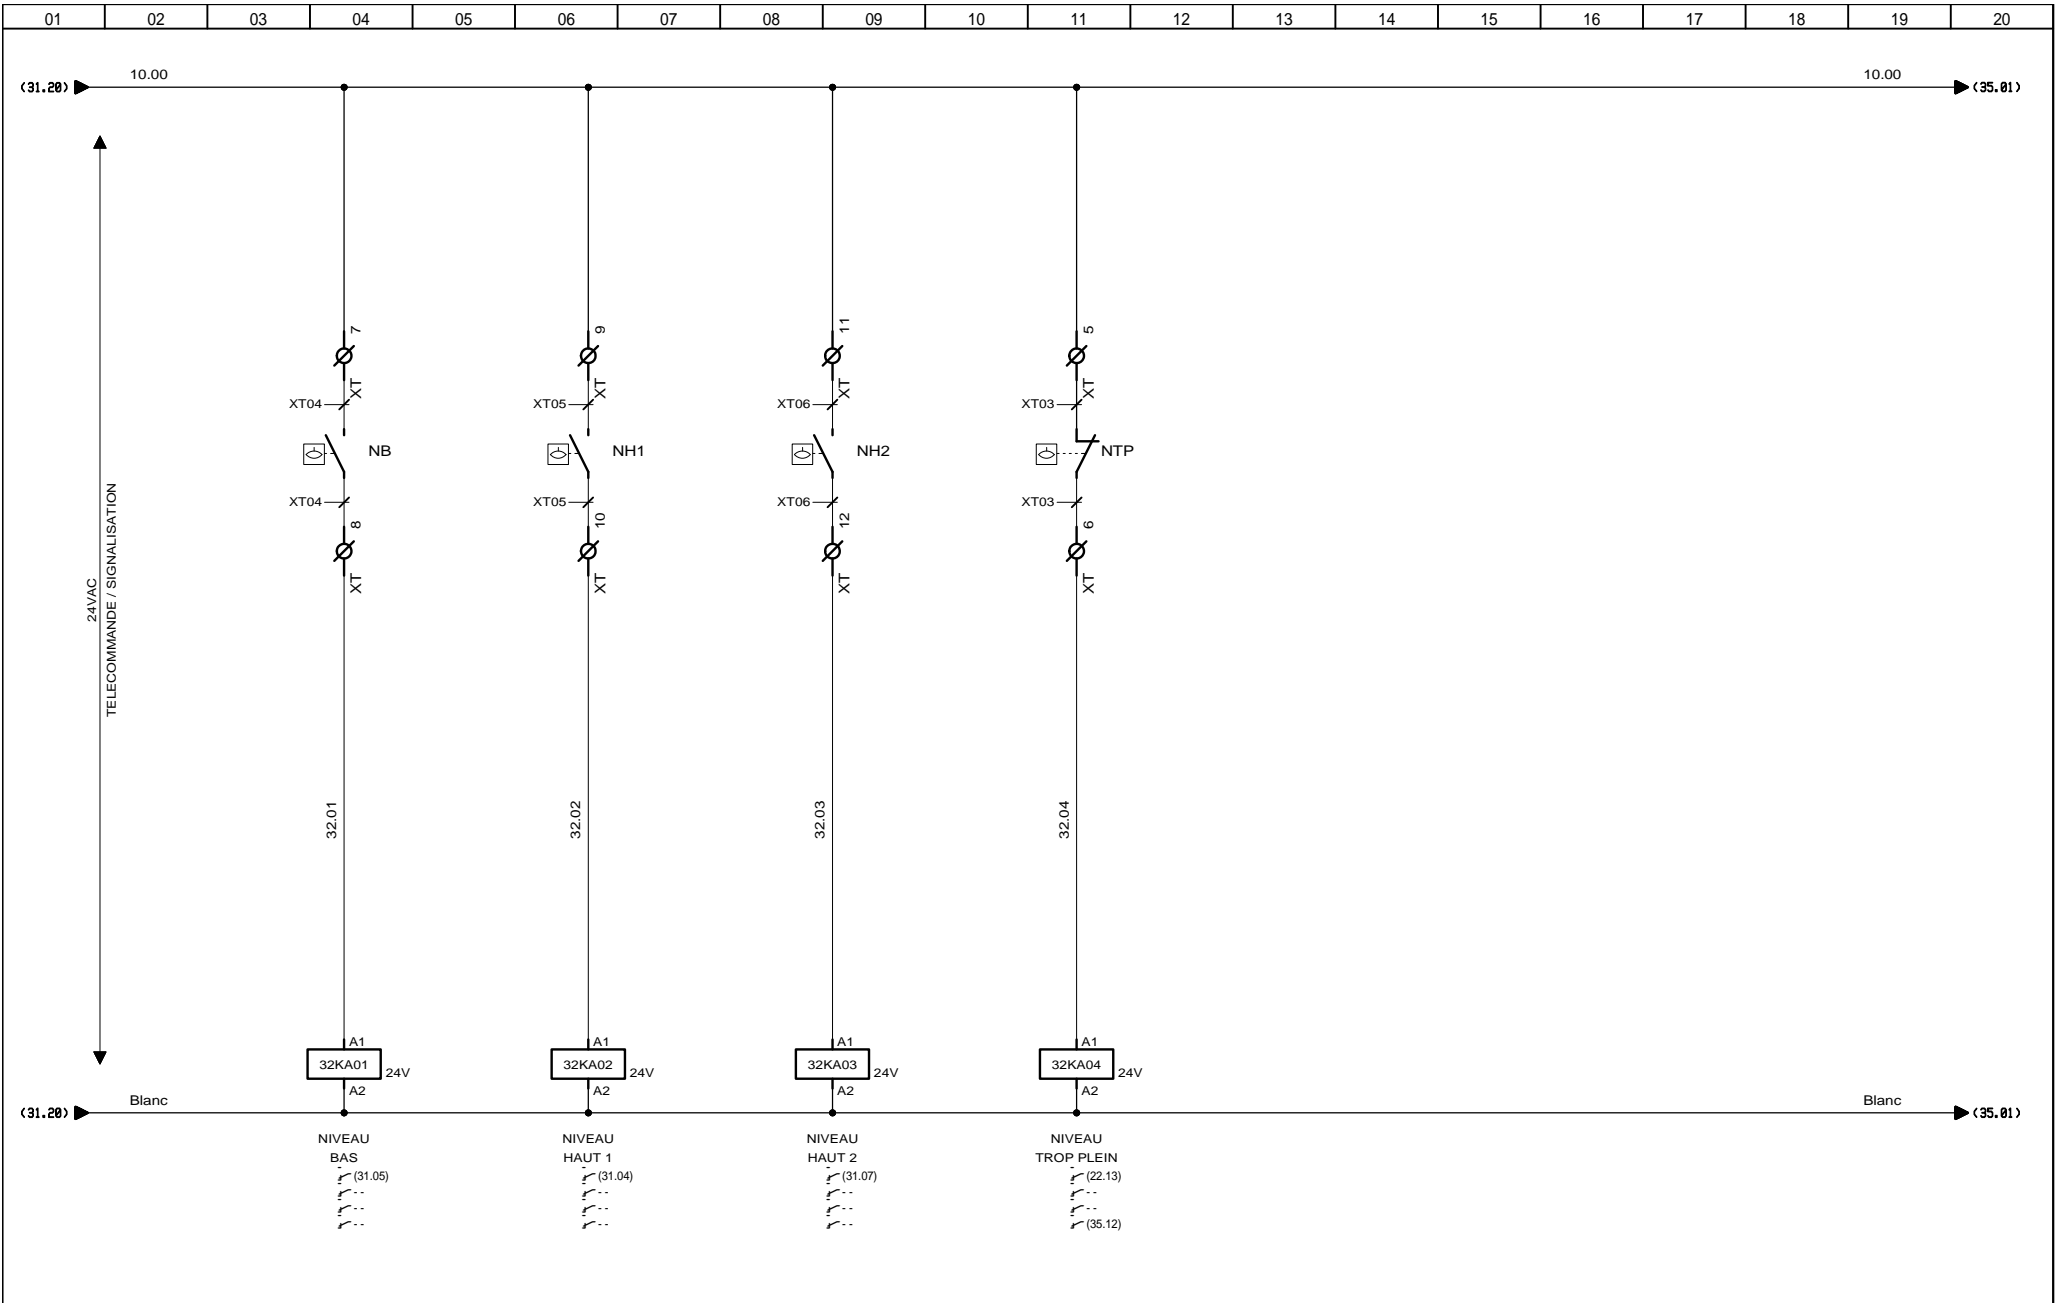 01 02 03 04 05 06 07 08 09 10 11 12 13 14 15 16 17 18 19 20
10.00 10.00
(31.20) (35.01)
24VAC
TELECOMMANDE / SIGNALISATION
7 9 11 5
XT XT XT XT
XT04 XT05 XT06 XT03
NB NH1 NH2 NTP
XT04 XT05 XT06 XT03
8 10 12 6
XT XT XT XT
32.01 32.02 32.03 32.04
A1 A1 A1 A1
32KA01 32KA02 32KA03 32KA04
24V 24V 24V 24V
A2 A2 A2 A2
Blanc Blanc
(31.20) (35.01)
NIVEAU NIVEAU NIVEAU NIVEAU
BAS HAUT 1 HAUT 2 TROP PLEIN
(31.05) (31.04) (31.07) (22.13)
-- -- -- --
-- -- -- --
-- -- -- (35.12)